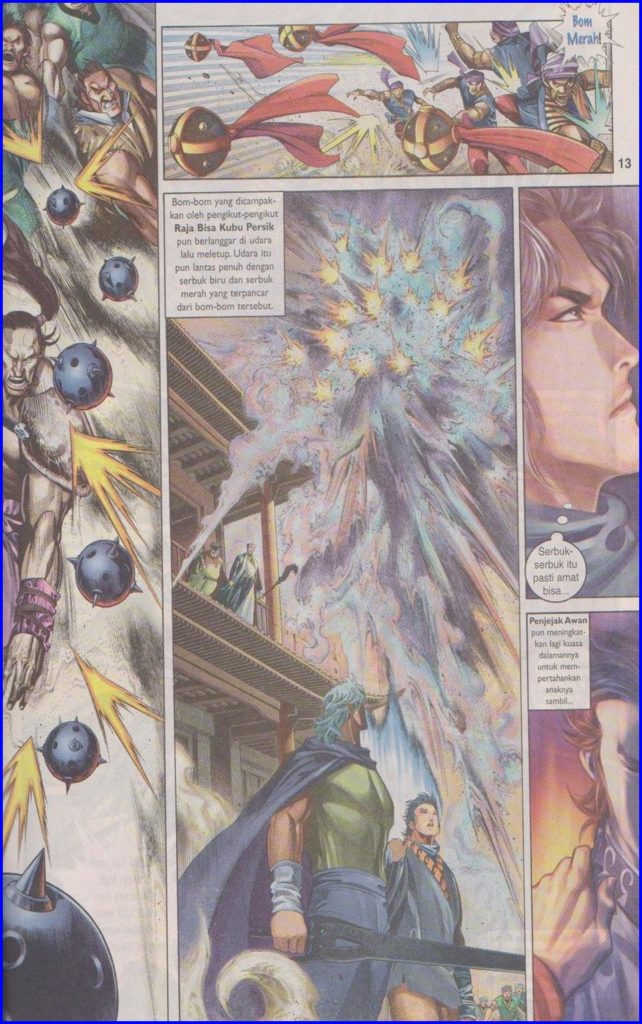 Bom
Merah!
13
Bom-bom yang dicampak-
kan oleh pengikut-pengikut
Raja Bisa Kubu Persik
pun berlanggar di udara
lalu meletup. Udara itu
pun lantas penuh dengan
serbuk biru dan serbuk
merah yang terpancar
dari bom-bom tersebut.
Serbuk-
serbuk itu
pasti amat
bisa...
Penjejak Awan
pun meningkat-
kan lagi kuasa
dalamannya
untuk mem-
pertahankan
anaknya
sambil...